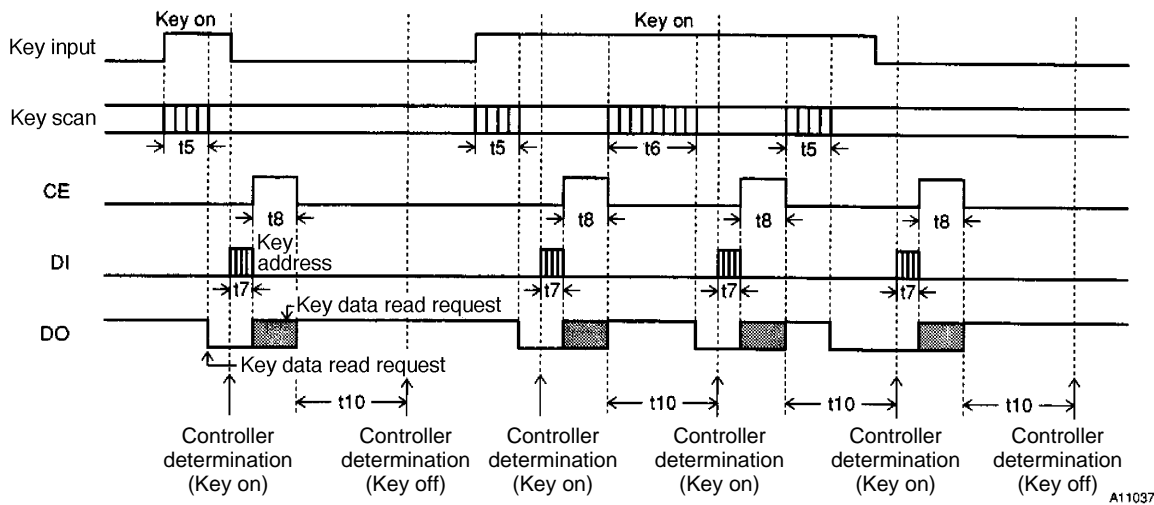 Key on
Key on
Key input
Key scan
t5
t5
t6
t5
CE
t8
t8
t8
t8
DI
Key
address
t7
t7
t7
t7
Key data read request
DO
Key data read request
t10
t10
t10
t10
Controller
determination
(Key on)
Controller
determination
(Key off)
Controller
determination
(Key on)
Controller
determination
(Key on)
Controller
determination
(Key on)
Controller
determination
(Key off)
A11037